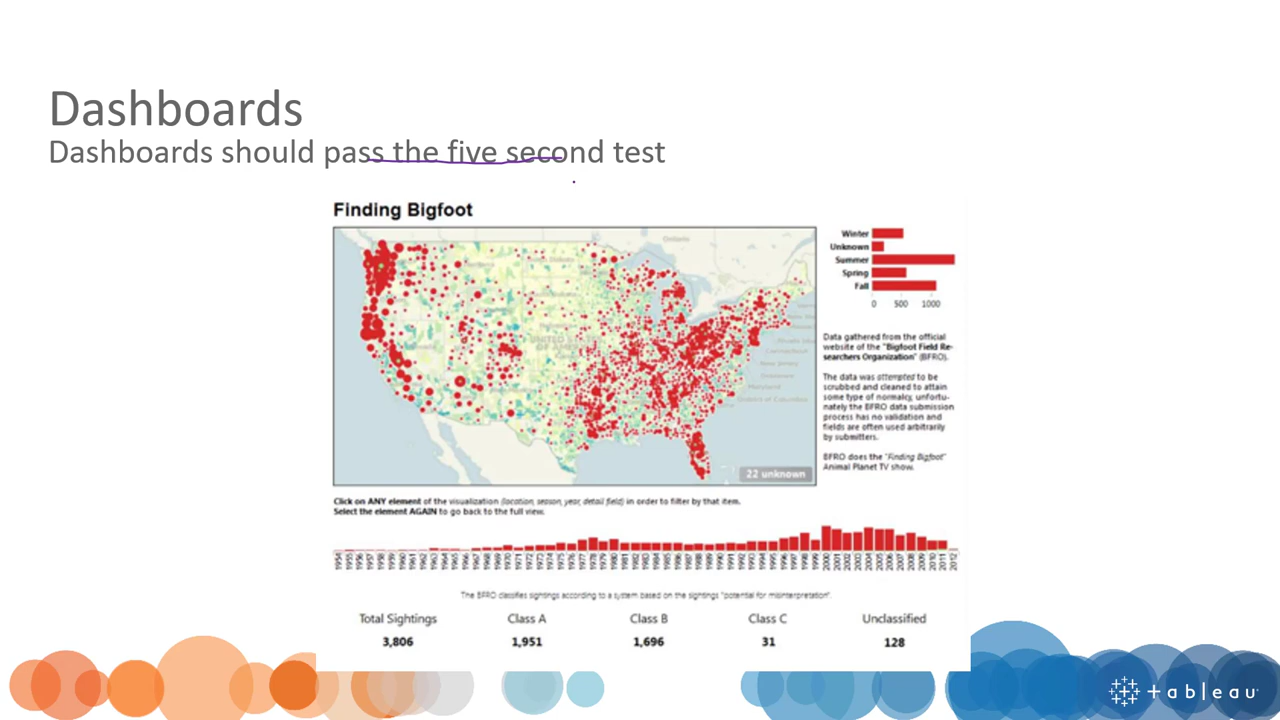 Dashboards
Dashboards should pass the five second test
Finding Bigfoot
22 unknown
Winter
Unknown
Summer
Spring
Fall
0 500 1000
Data gathered from the official
website of the "Bigfoot Field Re-
searchers Organization" (BFRO).
The data was attempted to be
scrubbed and cleaned to attain
some type of normalcy, unfortu-
nately the BFRO data submission
process has no validation and
fields are often used arbitrarily
by submitters.
BFRO does the "Finding Bigfoot"
Animal Planet TV show.
Click on ANY element of the visualization (location, season, year, detail field) in order to filter by that item.
Select the element AGAIN to go back to the full view.
The BFRO classifies sightings according to a system based on the sightings "potential for misinterpretation".
Total Sightings Class A Class B Class C Unclassified
3,806 1,951 1,696 31 128
+ableau